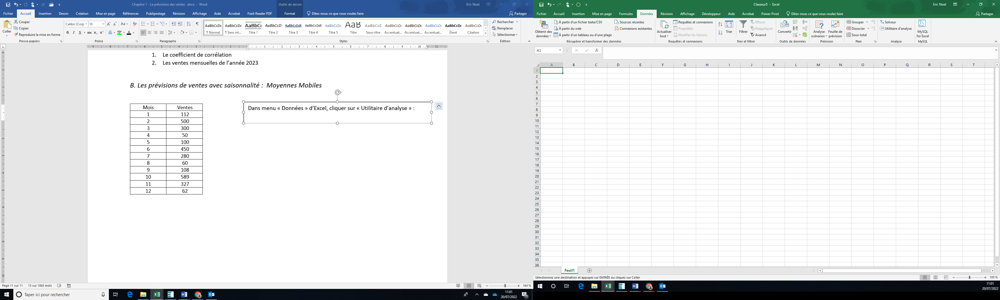 Chapitre 1 - La prévisions des ventes .docx - Word
Outils de dessin
Eric Noel
Fichier Accueil Insertion Dessin Création Mise en page Références Publipostage Révision Affichage Aide Acrobat Foxit Reader PDF Format Dites-nous ce que vous voulez faire Partager
Coller
Couper
Copier
Reproduire la mise en forme
Presse-papiers
Calibri (Corp 10
G I S abc x₂ x²
Police
Paragraphe
AaBbCcDc AaBbCcDc AaBbCc AaBbCcD AaBbCcDdE AaBbCcDdE AaBbCcDc AaB AaBbCcD AaBbCcDc AaBbCcDc AaBbCcDc AaBbCcDc AaBbCcDc
¶ Normal ¶ Sans int... Titre 1 Titre 2 Titre 3 Titre 4 Titre 5 Titre Sous-titre Accentuat... Accentuat... Accentuat... Élevé Citation
Styles
Rechercher
Remplacer
Sélectionner
Édition
1. Le coefficient de corrélation
2. Les ventes mensuelles de l’année 2023
B. Les prévisions de ventes avec saisonnalité : Moyennes Mobiles
Mois Ventes
1 112
2 500
3 300
4 50
5 100
6 450
7 280
8 60
9 108
10 589
11 327
12 62
Dans menu « Données » d’Excel, cliquer sur « Utilitaire d’analyse » :
Page 11 sur 11 13 sur 1865 mots
164 %
Taper ici pour rechercher
11:01
20/07/2022
Classeur5 - Excel
Eric Noel
Fichier Accueil Insertion Mise en page Formules Données Révision Affichage Développeur Aide Acrobat Power Pivot Dites-nous ce que vous voulez faire Partager
Obtenir des données
À partir d’un fichier texte/CSV
À partir du web
À partir d’un tableau ou d’une plage
Sources récentes
Connexions existantes
Récupérer et transformer des données
Actualiser tout
Requêtes et connexions
Propriétés
Modifier les liaisons
Requêtes et connexions
Trier
Filtrer
Effacer
Réappliquer
Avancé
Trier et filtrer
Convertir
Outils de données
Analyse scénarios
Feuille de prévision
Prévision
Grouper
Dissocier
Sous-total
Plan
Solveur
Utilitaire d’analyse
Analyse
MySQL for Excel
MySQL
A1
fx
A B C D E F G H I J K L M N O P Q R S T
1
2
3
4
5
6
7
8
9
10
11
12
13
14
15
16
17
18
19
20
21
22
23
24
25
26
27
28
29
30
31
32
33
34
35
36
Feuil1
Sélectionnez une destination et appuyez sur ENTRÉE ou cliquez sur Coller
100 %
11:01
20/07/2022